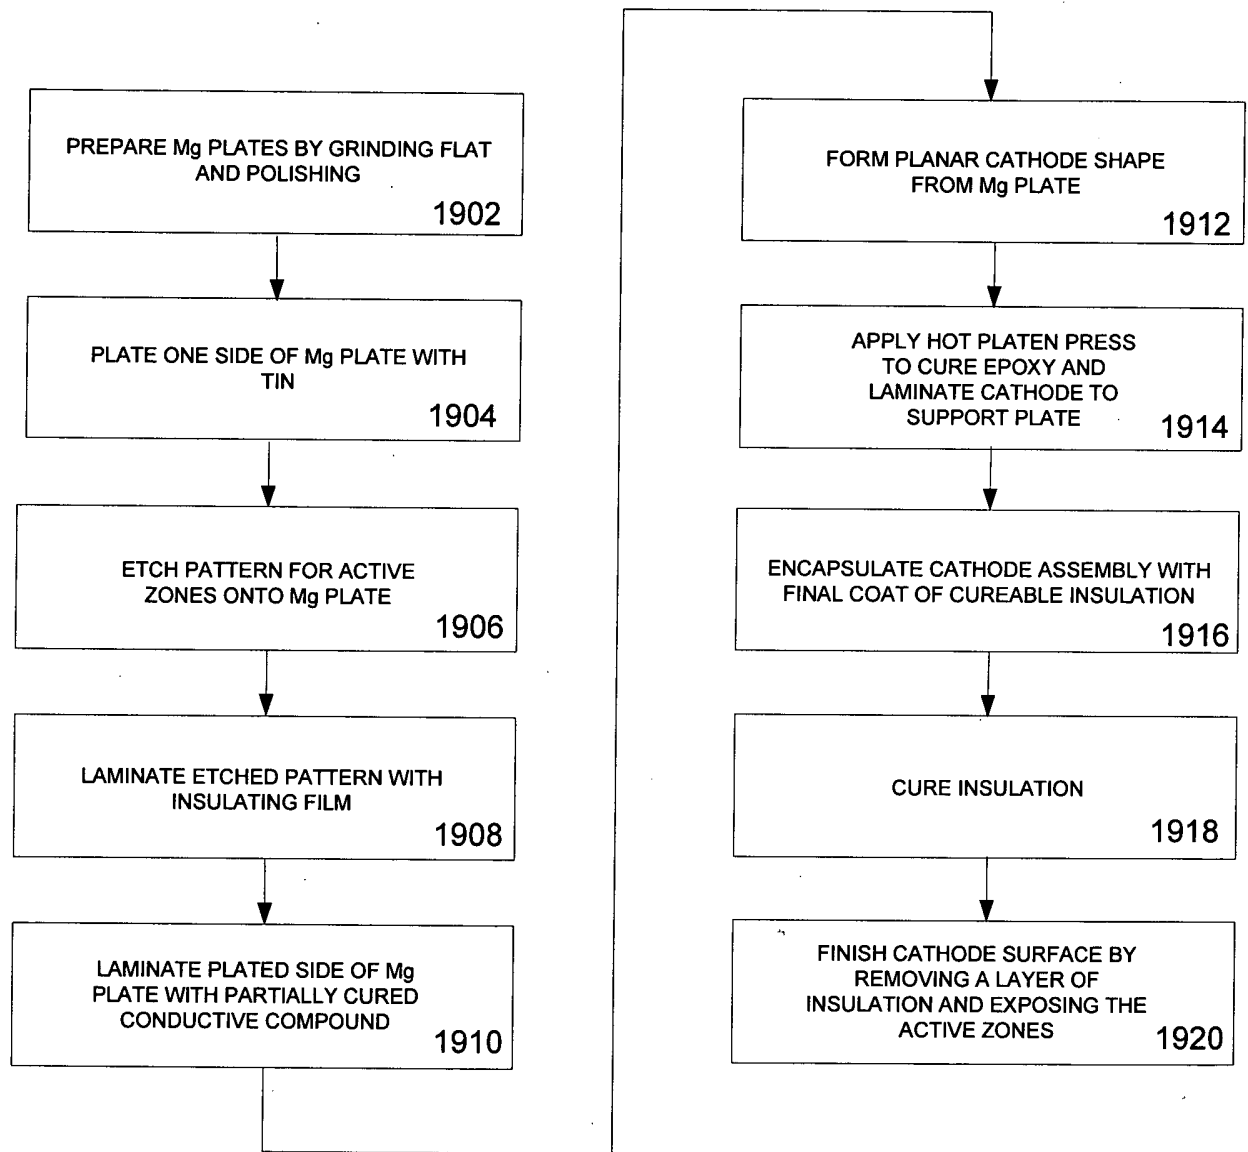 PREPARE Mg PLATES BY GRINDING FLAT
AND POLISHING
1902
PLATE ONE SIDE OF Mg PLATE WITH
TIN
1904
ETCH PATTERN FOR ACTIVE
ZONES ONTO Mg PLATE
1906
LAMINATE ETCHED PATTERN WITH
INSULATING FILM
1908
LAMINATE PLATED SIDE OF Mg
PLATE WITH PARTIALLY CURED
CONDUCTIVE COMPOUND
1910
FORM PLANAR CATHODE SHAPE
FROM Mg PLATE
1912
APPLY HOT PLATEN PRESS
TO CURE EPOXY AND
LAMINATE CATHODE TO
SUPPORT PLATE
1914
ENCAPSULATE CATHODE ASSEMBLY WITH
FINAL COAT OF CUREABLE INSULATION
1916
CURE INSULATION
1918
FINISH CATHODE SURFACE BY
REMOVING A LAYER OF
INSULATION AND EXPOSING THE
ACTIVE ZONES
1920